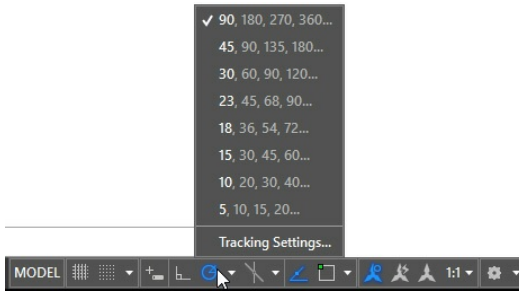 90, 180, 270, 360...
45, 90, 135, 180...
30, 60, 90, 120...
23, 45, 68, 90...
18, 36, 54, 72...
15, 30, 45, 60...
10, 20, 30, 40...
5, 10, 15, 20...
Tracking Settings...
MODEL 1:1